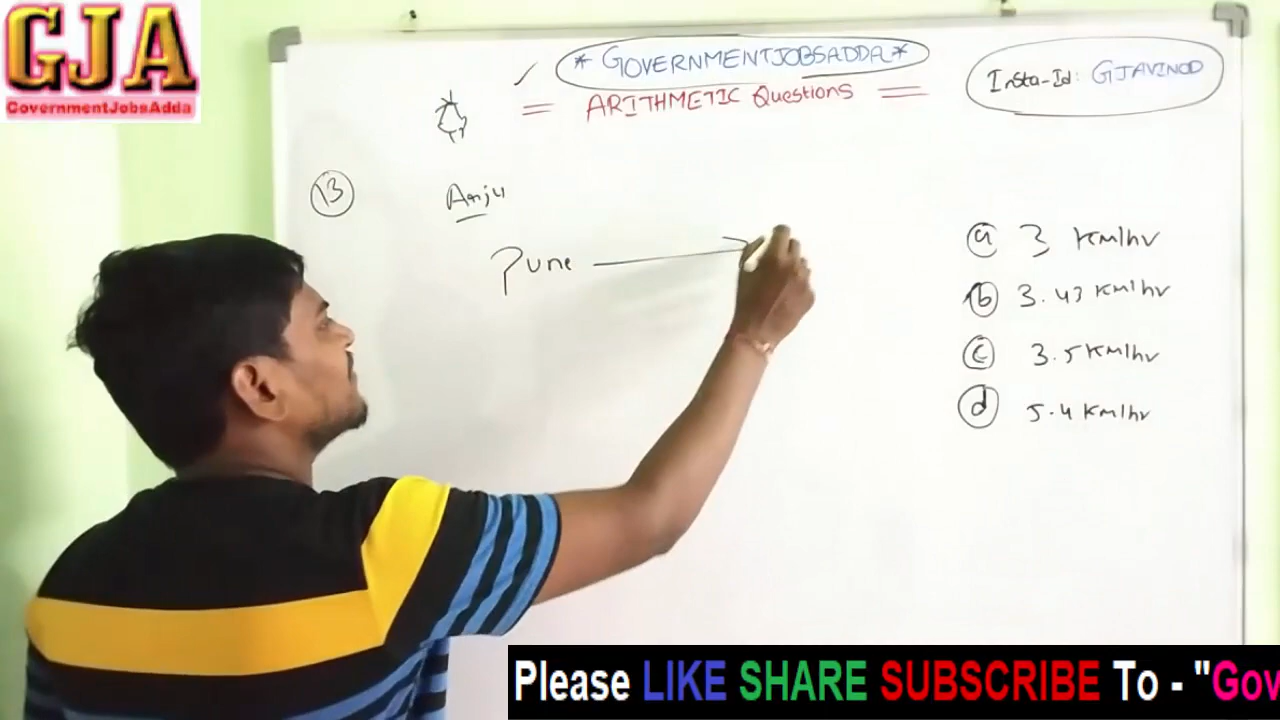 GJA
GovernmentJobsAdda
* GOVERNMENTJOBSADDA *
Insta-Id: GJAVINOD
= ARITHMETIC Questions =
13
Anju
Pune
a 3 KM/hr
b 3.43 KM/hr
c 3.5 KM/hr
d 5.4 KM/hr
Please LIKE SHARE SUBSCRIBE To - "Gov